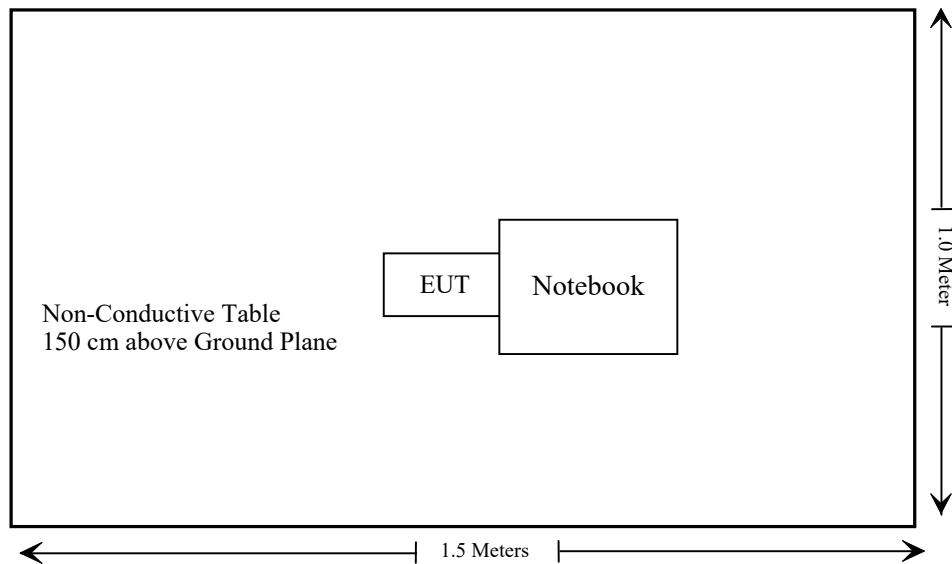 1.0 Meter
EUT
Notebook
Non-Conductive Table
150 cm above Ground Plane
1.5 Meters